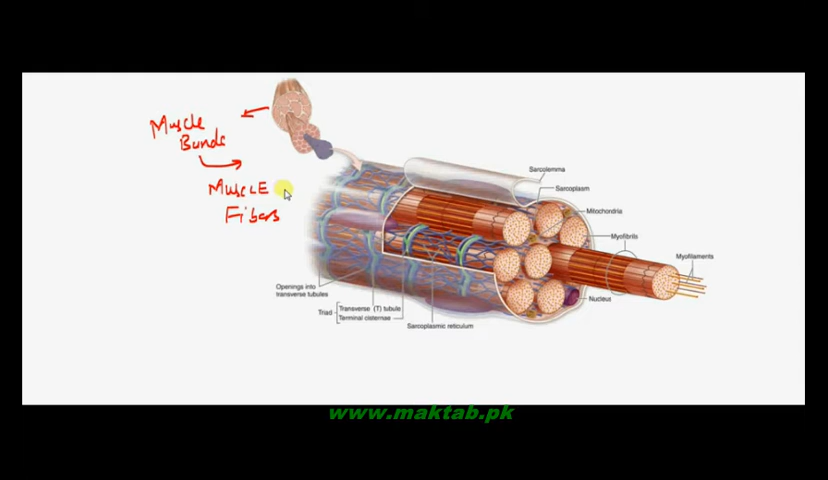 Muscle
Bunds
MUSCLE
Fibers
Sarcolemma
Sarcoplasm
Mitochondria
Myofibrils
Myofilaments
Nucleus
Openings into
transverse tubules
Triad
Transverse (T) tubule
Terminal cisternae
Sarcoplasmic reticulum
www.maktab.pk